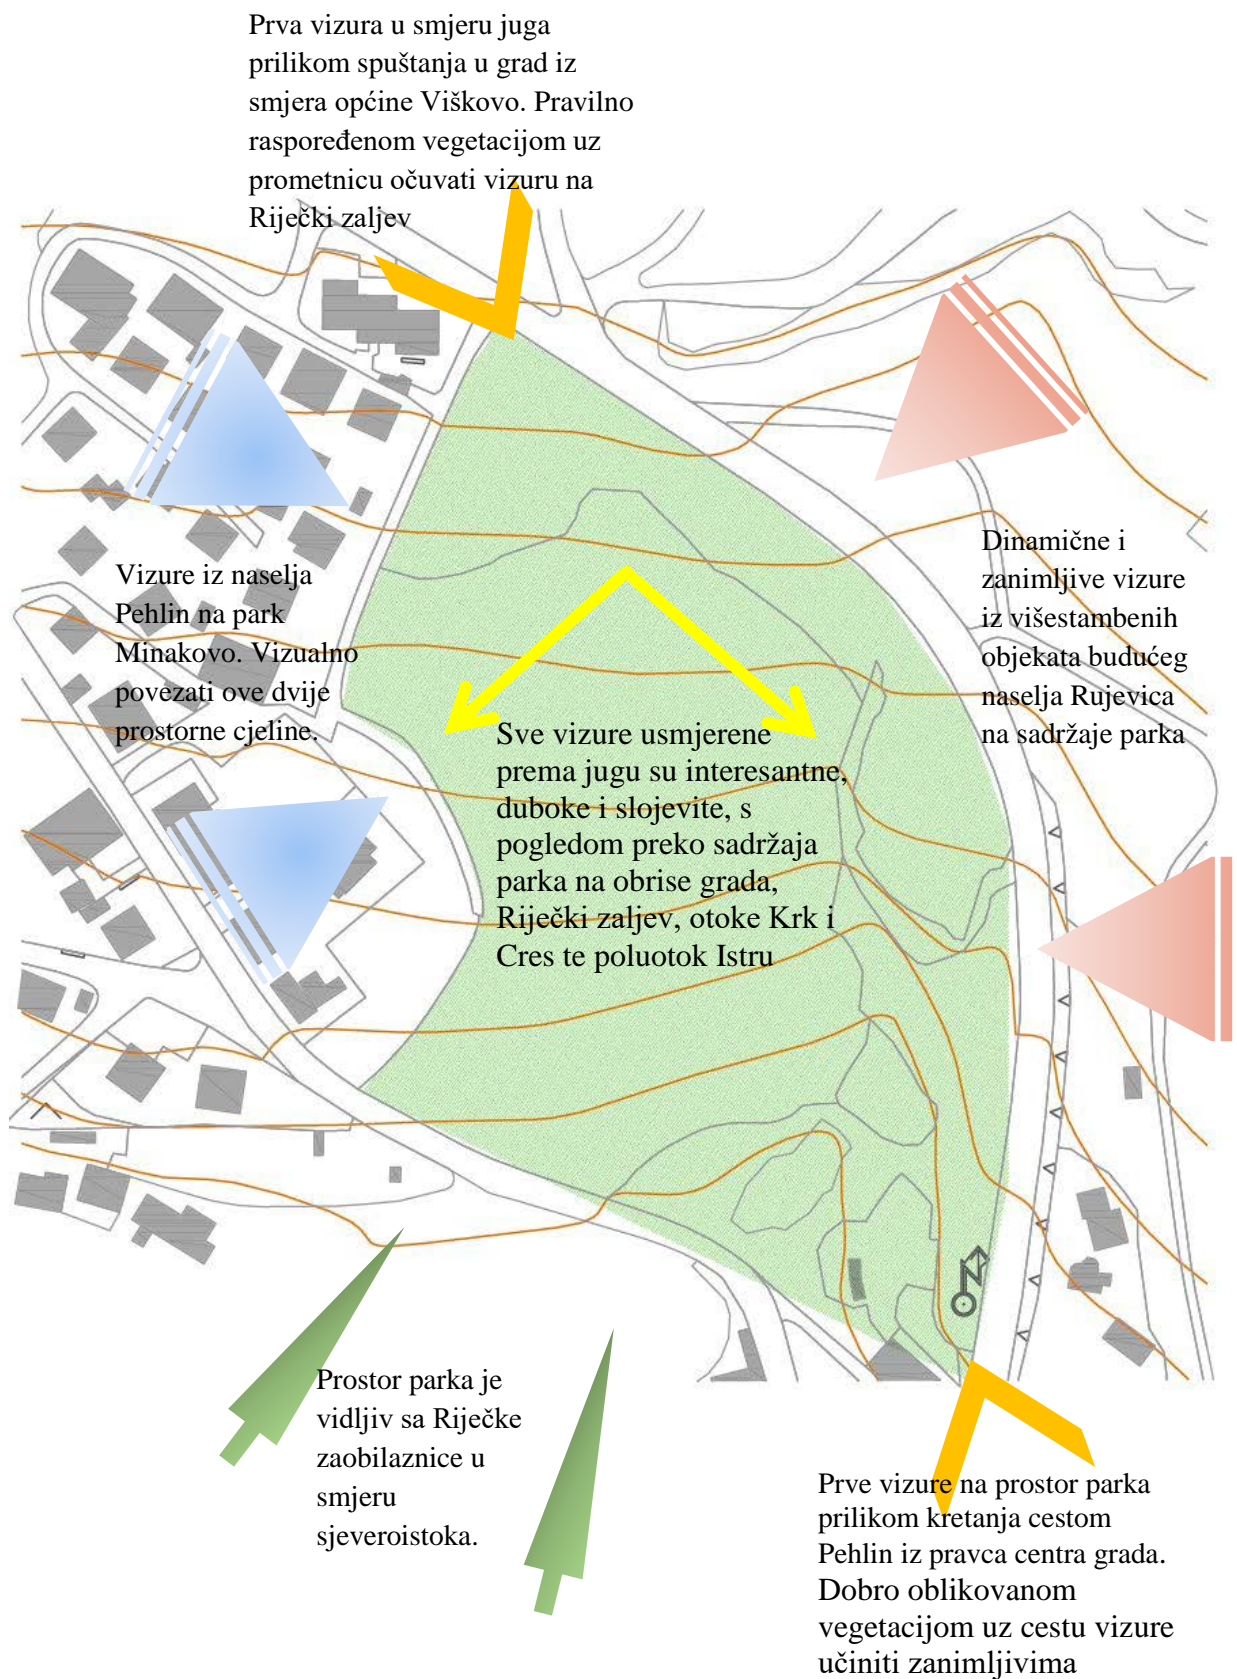 Prva vizura u smjeru juga
prilikom spuštanja u grad iz
smjera općine Viškovo. Pravilno
raspoređenom vegetacijom uz
prometnicu očuvati vizuru na
Riječki zaljev
Vizure iz naselja
Pehlin na park
Minakovo. Vizualno
povezati ove dvije
prostorne cjeline.
Dinamične i
zanimljive vizure
iz višestambenih
objekata budućeg
naselja Rujevica
na sadržaje parka
Sve vizure usmjerene
prema jugu su interesantne,
duboke i slojevite, s
pogledom preko sadržaja
parka na obrise grada,
Riječki zaljev, otoke Krk i
Cres te poluotok Istru
Prostor parka je
vidljiv sa Riječke
zaobilaznice u
smjeru
sjeveroistoka.
Prve vizure na prostor parka
prilikom kretanja cestom
Pehlin iz pravca centra grada.
Dobro oblikovanom
vegetacijom uz cestu vizure
učiniti zanimljivima